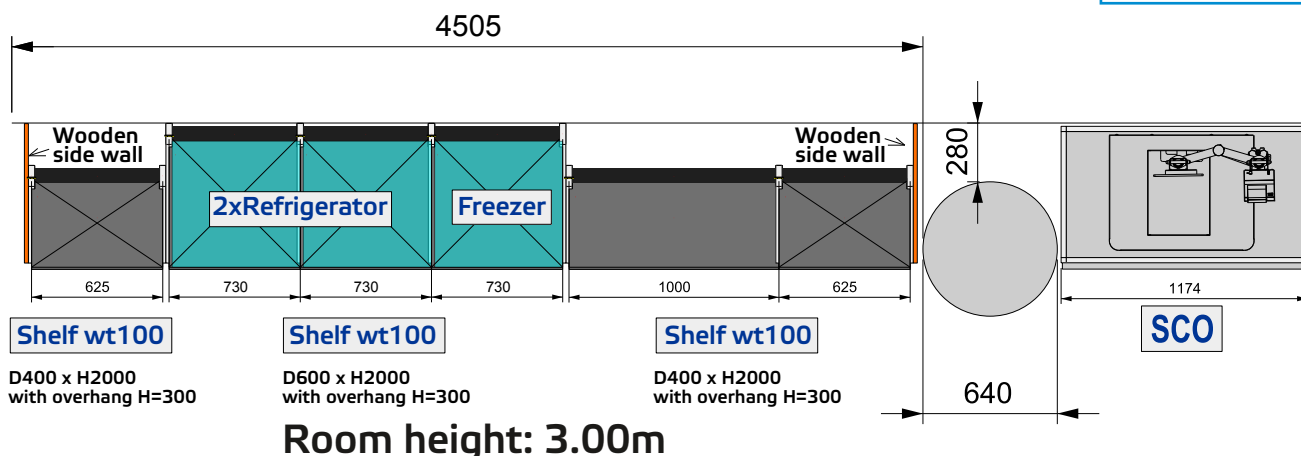 4505
Wooden
side wall
Wooden
side wall
280
2xRefrigerator
Freezer
625
730
730
730
1000
625
1174
Shelf wt100
Shelf wt100
Shelf wt100
SCO
D400 x H2000
with overhang H=300
D600 x H2000
with overhang H=300
D400 x H2000
with overhang H=300
640
Room height: 3.00m